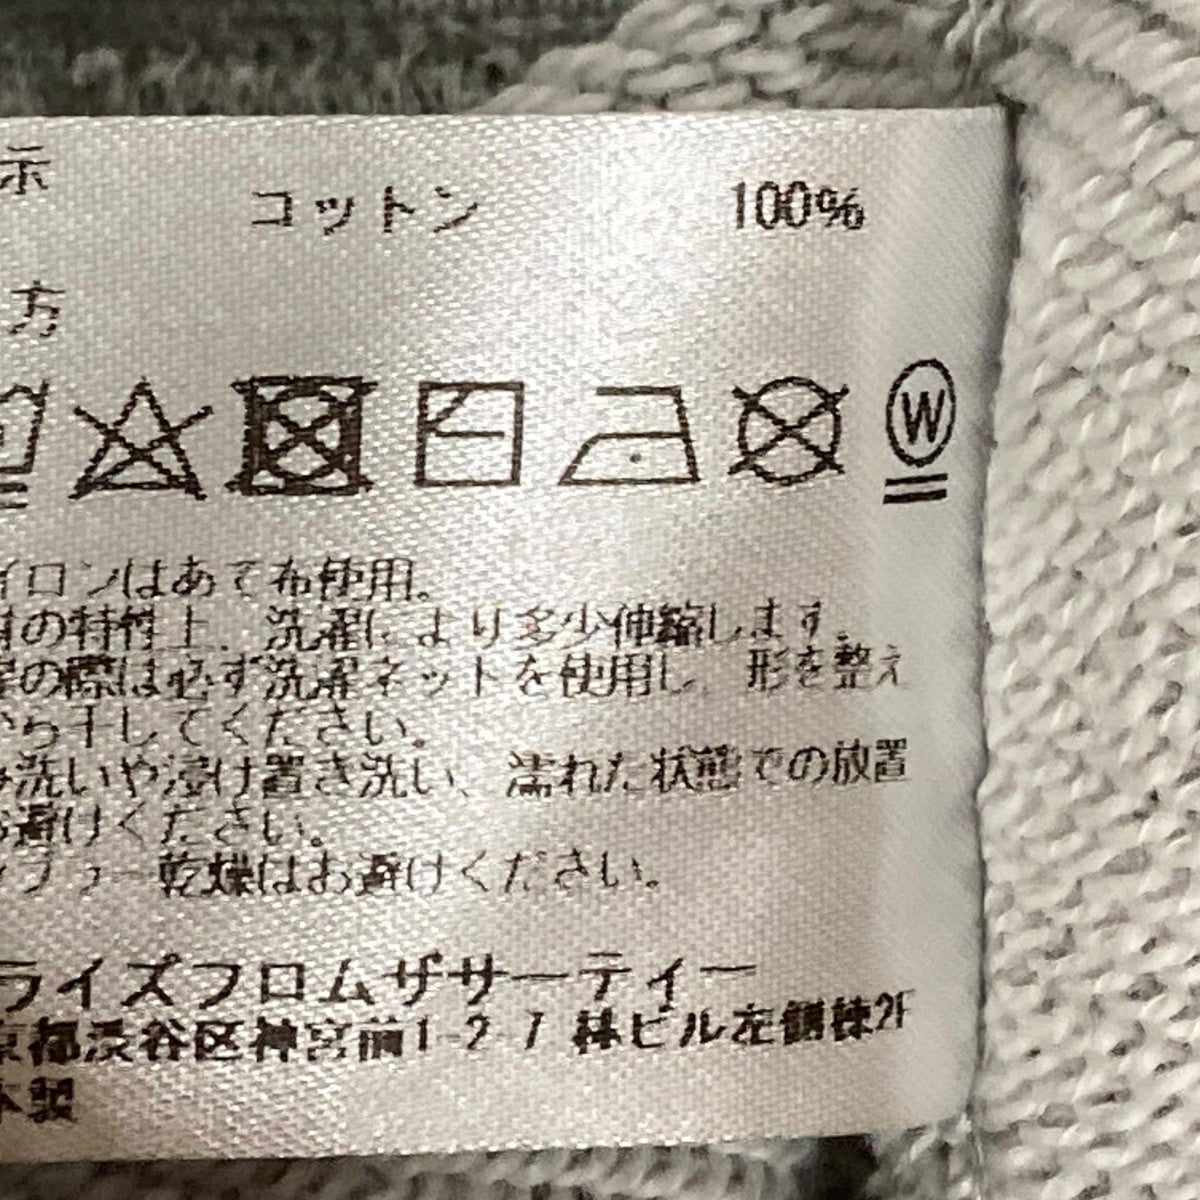 示
コットン 100%
方
W
イロンはあて布使用。
の特性上、洗濯により多少伸縮します。
の際は必ず洗濯ネットを使用し、形を整え
から干してください。
洗いや浸け置き洗い、濡れた状態での放置
お避けください。
ンブラー乾燥はお避けください。
ライズフロムザサーティー
京都渋谷区神宮前1-2-7 林ビル左側棟2F
本製